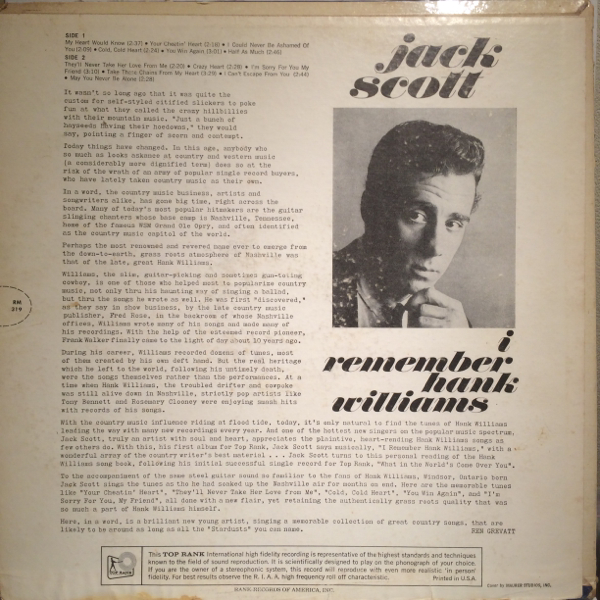 SIDE 1
My Heart Would Know (2:37) • Your Cheatin' Heart (2:16) • I Could Never Be Ashamed Of
You (2:09) • Cold, Cold Heart (2:24) • You Win Again (3:01) • Half As Much (2:46)
SIDE 2
They'll Never Take Her Love From Me (2:20) • Crazy Heart (2:28) • I'm Sorry For You My
Friend (3:10) • Take These Chains From My Heart (3:29) • I Don't Escape From You (2:44)
• May You Never Be Alone (2:28)
jack
scott
It wasn't so long ago that it was quite the
custom for self-styled citified slickers to poke
fun at what they called the crazy hillbillies
with their mountain music. "Just a bunch of
hayseeds having their hoedowns," they would
say, pointing a finger of scorn and contempt.
Today things have changed. In this age, anybody who
so much as looks askance at country and western music
(a considerably more dignified term) does so at the
risk of the wrath of an army of popular single record buyers,
who have lately taken country music as their own.
In a word, the country music business, artists and
songwriters alike, has gone big time, right across the
board. Many of today's most popular hitmakers are the guitar
slinging chanters whose base camp is Nashville, Tennessee,
home of the famous WSM Grand Ole Opry, and often identified
as the country music capitol of the world.
Perhaps the most renowned and revered name ever to emerge from
the down-to-earth, grass roots atmosphere of Nashville was
that of the late, great Hank Williams.
Williams, the slim, guitar-picking and sometimes gun-toting
cowboy, is one of those who helped most to popularize country
music, not only thru his haunting way of singing a ballad,
but thru the songs he wrote as well. He was first "discovered,"
as they say in show business, by the late country music
publisher, Fred Rose, in the backroom of whose Nashville
offices, Williams wrote many of his songs and made many of
his recordings. With the help of the esteemed record pioneer,
Frank Walker finally came to the light of day about 10 years ago.
During his career, Williams recorded dozens of tunes, most
of them created by his own deft hand. But the real heritage
which he left to the world, following his untimely death,
were the songs themselves rather than the performances. At a
time when Hank Williams, the troubled drifter and cowpoke
was still alive down in Nashville, strictly pop artists like
Tony Bennett and Rosemary Clooney were enjoying smash hits
with records of his songs.
RM
319
i
remember
hank
williams
With the country music influence riding at flood tide, today, it's only natural to find the tunes of Hank Williams
leading the way with many new recordings every year. And one of the hottest new singers on the popular music spectrum,
Jack Scott, truly an artist with soul and heart, appreciates the plaintive, heart-rending Hank Williams songs as
few others do. With this, his first album for Top Rank, Jack Scott says musically, "I Remember Hank Williams," with a
wonderful array of the country writer's best material . . . Jack Scott turns to this personal reading of the Hank
Williams song book, following his initial successful single record for Top Rank, "What in the World's Come Over You".
To the accompaniment of the same steel guitar sound so familiar to the fans of Hank Williams, Windsor, Ontario born
Jack Scott sings the tunes as tho he had soaked up the Nashville air for months on end. Here are the memorable tunes
like "Your Cheatin' Heart", "They'll Never Take Her Love from Me", "Cold, Cold Heart", "You Win Again", and "I'm
Sorry For You, My Friend", all done with a new flair, yet retaining the authentically grass roots quality that was
so much a part of Hank Williams himself.
Here, in a word, is a brilliant new young artist, singing a memorable collection of great country songs, that are
likely to be around as long as all the "Stardusts" you can name.
REN GREVATT
TOP RANK
This TOP RANK International high fidelity recording is representative of the highest standards and techniques
known to the field of sound reproduction. It is scientifically designed to play on the phonograph of your choice.
If you are the owner of a stereophonic system, this record will reproduce with even more realistic 'in person'
fidelity. For best results observe the R. I. A. A. high frequency roll off characteristic.
Printed in U.S.A
RANK RECORDS OF AMERICA, INC.